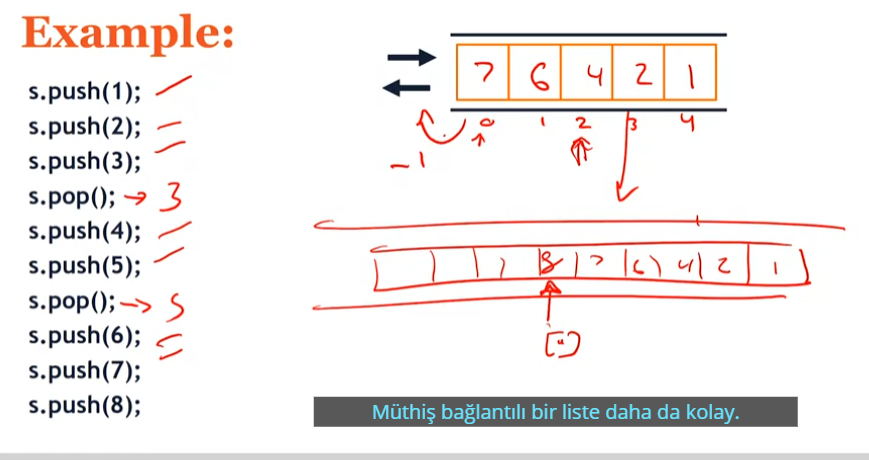 Example:
s.push(1);
s.push(2);
s.push(3);
s.pop(); → 3
s.push(4);
s.push(5);
s.pop(); → 5
s.push(6);
s.push(7);
s.push(8);
7 6 4 2 1
0 1 2 3 4
-1
8 7 6 4 2 1
Müthiş bağlantılı bir liste daha da kolay.